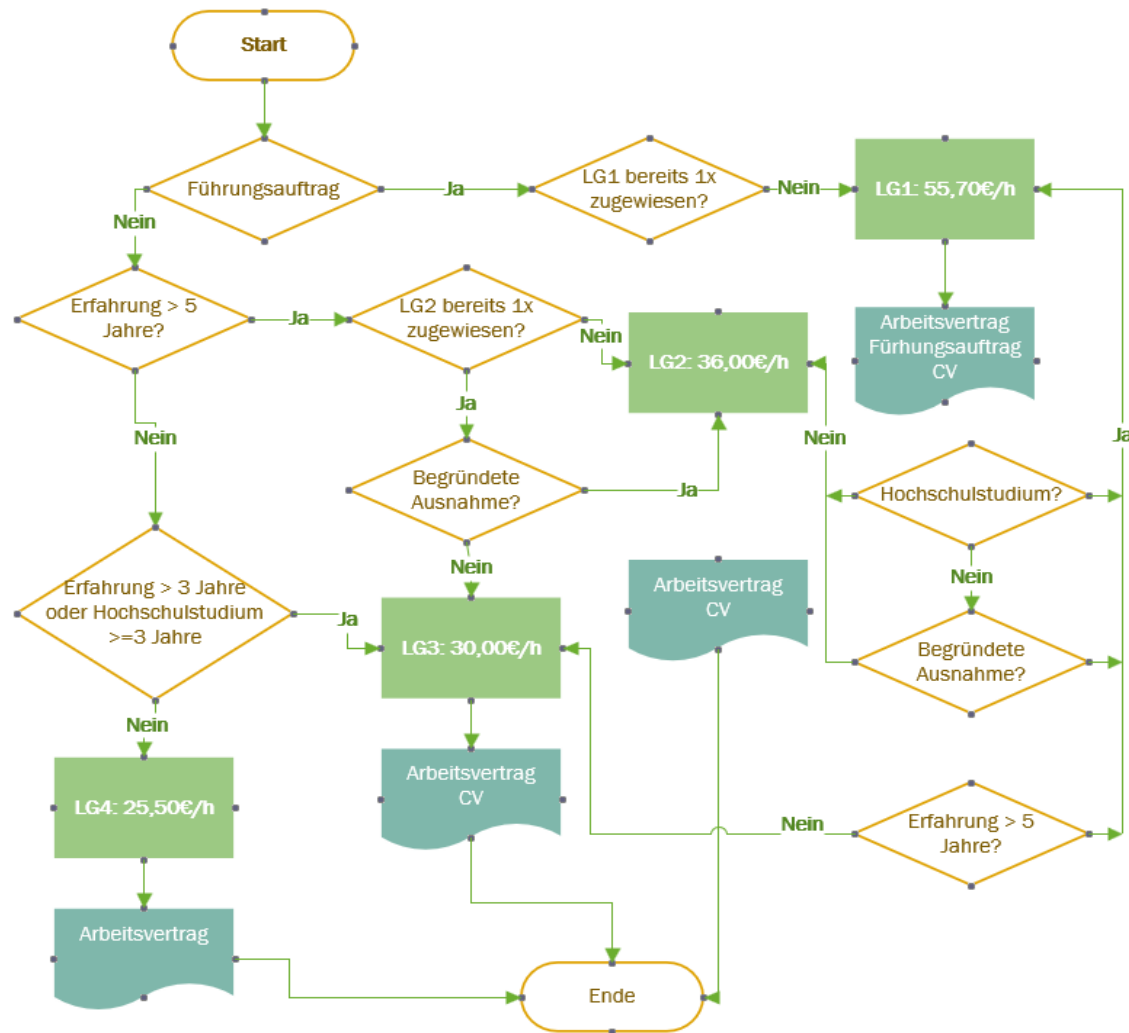 Start
Führungsauftrag
Ja
LG1 bereits 1x
zugewiesen?
Nein
LG1: 55,70€/h
Nein
Erfahrung > 5
Jahre?
Ja
LG2 bereits 1x
zugewiesen?
Nein
LG2: 36,00€/h
Arbeitsvertrag
Fürhungsauftrag
CV
Ja
Nein
Nein
Ja
Begründete
Ausnahme?
Ja
Hochschulstudium?
Nein
Nein
Erfahrung > 3 Jahre
oder Hochschulstudium
>=3 Jahre
Ja
LG3: 30,00€/h
Arbeitsvertrag
CV
Begründete
Ausnahme?
Nein
LG4: 25,50€/h
Arbeitsvertrag
CV
Nein
Erfahrung > 5
Jahre?
Arbeitsvertrag
Ende